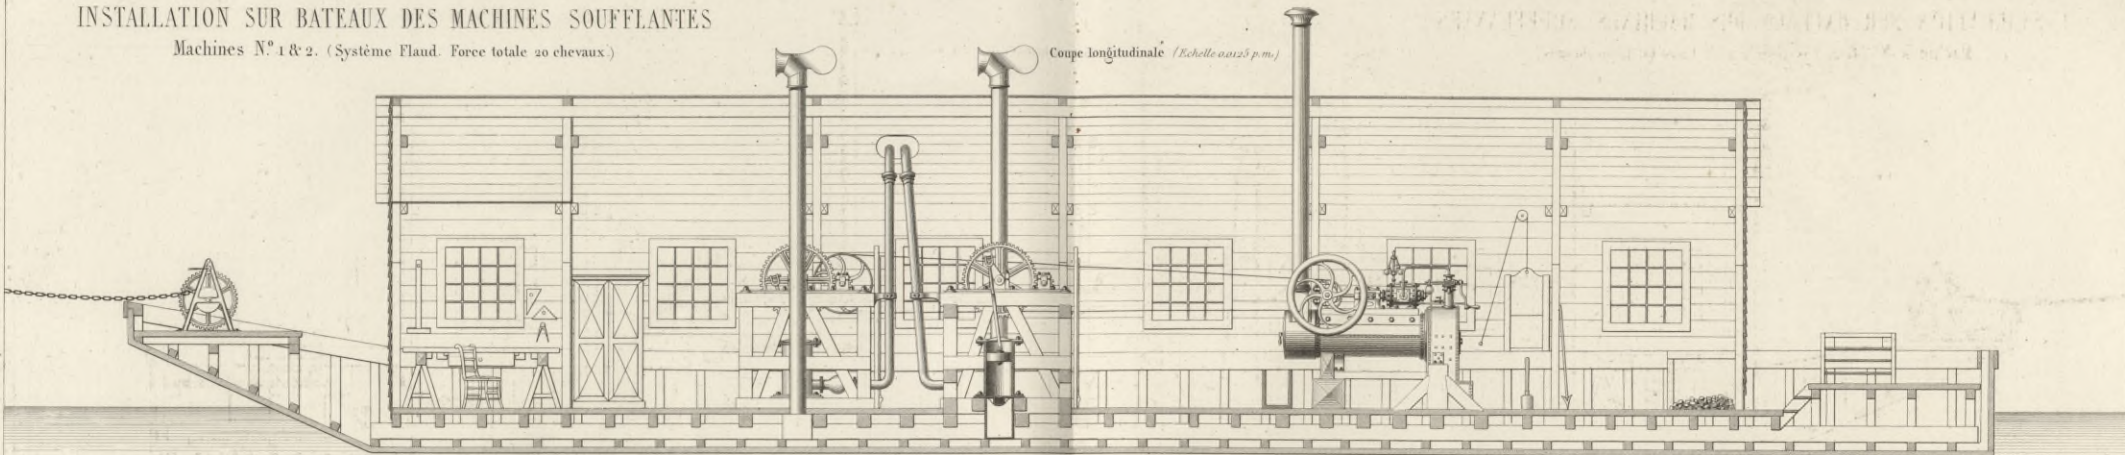 INSTALLATION SUR BATEAUX DES MACHINES SOUFFLANTES
Machines N.º 1 & 2. (Système Flaud. Force totale 20 chevaux.)
Coupe longitudinale (Echelle 0,0125 p.m.)